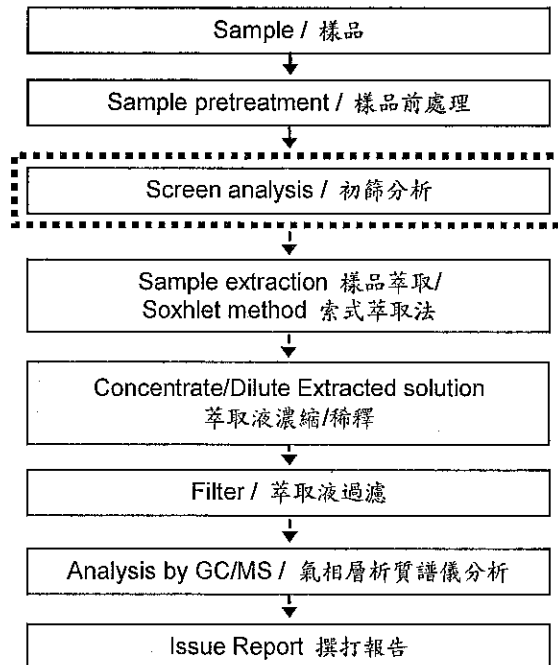 Sample / 樣品
Sample pretreatment / 樣品前處理
Screen analysis / 初篩分析
Sample extraction 樣品萃取/
Soxhlet method 索式萃取法
Concentrate/Dilute Extracted solution
萃取液濃縮/稀釋
Filter / 萃取液過濾
Analysis by GC/MS / 氣相層析質譜儀分析
Issue Report 撰打報告